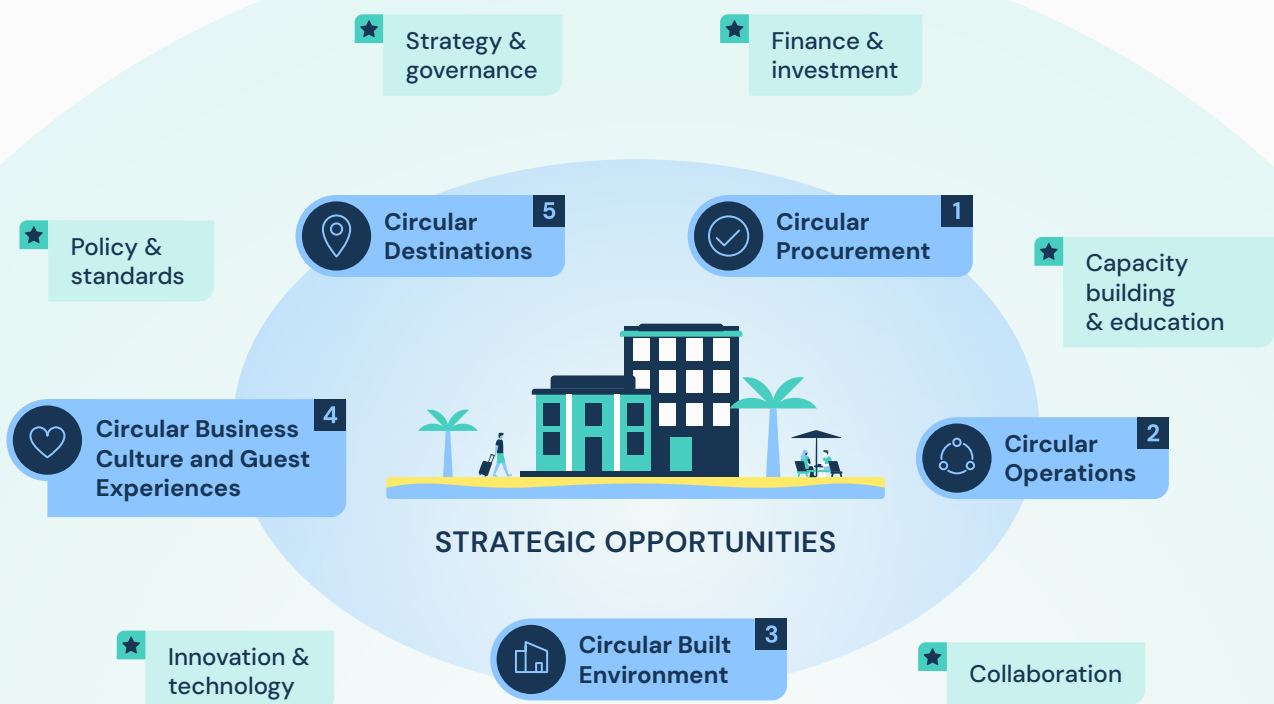 Strategy &
governance
Finance &
investment
5
Circular
Destinations
1
Circular
Procurement
Policy &
standards
Capacity
building
& education
4
Circular Business
Culture and Guest
Experiences
2
Circular
Operations
STRATEGIC OPPORTUNITIES
3
Circular Built
Environment
Innovation &
technology
Collaboration